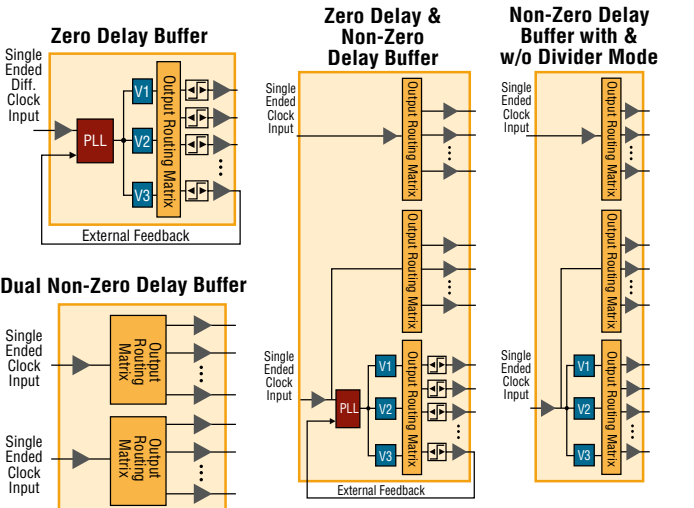 Zero Delay Buffer
Single
Ended
Diff.
Clock
Input
PLL
V1
V2
V3
Output Routing Matrix
External Feedback
Dual Non-Zero Delay Buffer
Single
Ended
Clock
Input
Output
Routing
Matrix
Single
Ended
Clock
Input
Output
Routing
Matrix
Zero Delay &
Non-Zero
Delay Buffer
Single
Ended
Clock
Input
Output Routing Matrix
Output Routing Matrix
Single
Ended
Clock
Input
PLL
V1
V2
V3
Output Routing Matrix
External Feedback
Non-Zero Delay
Buffer with &
w/o Divider Mode
Single
Ended
Clock
Input
Output Routing Matrix
Output Routing Matrix
Single
Ended
Clock
Input
V1
V2
V3
Output Routing Matrix